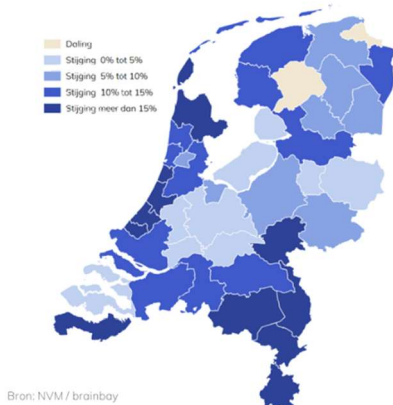 Daling
Stijging 0% tot 5%
Stijging 5% tot 10%
Stijging 10% tot 15%
Stijging meer dan 15%
Bron: NVM / brainbay